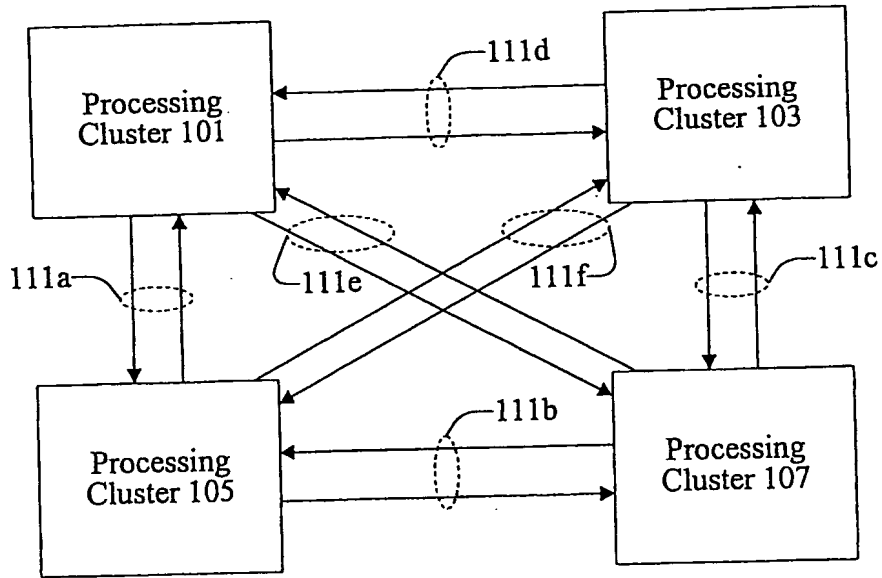 111d
Processing
Cluster 101
Processing
Cluster 103
111a
111e
111f
111c
111b
Processing
Cluster 105
Processing
Cluster 107